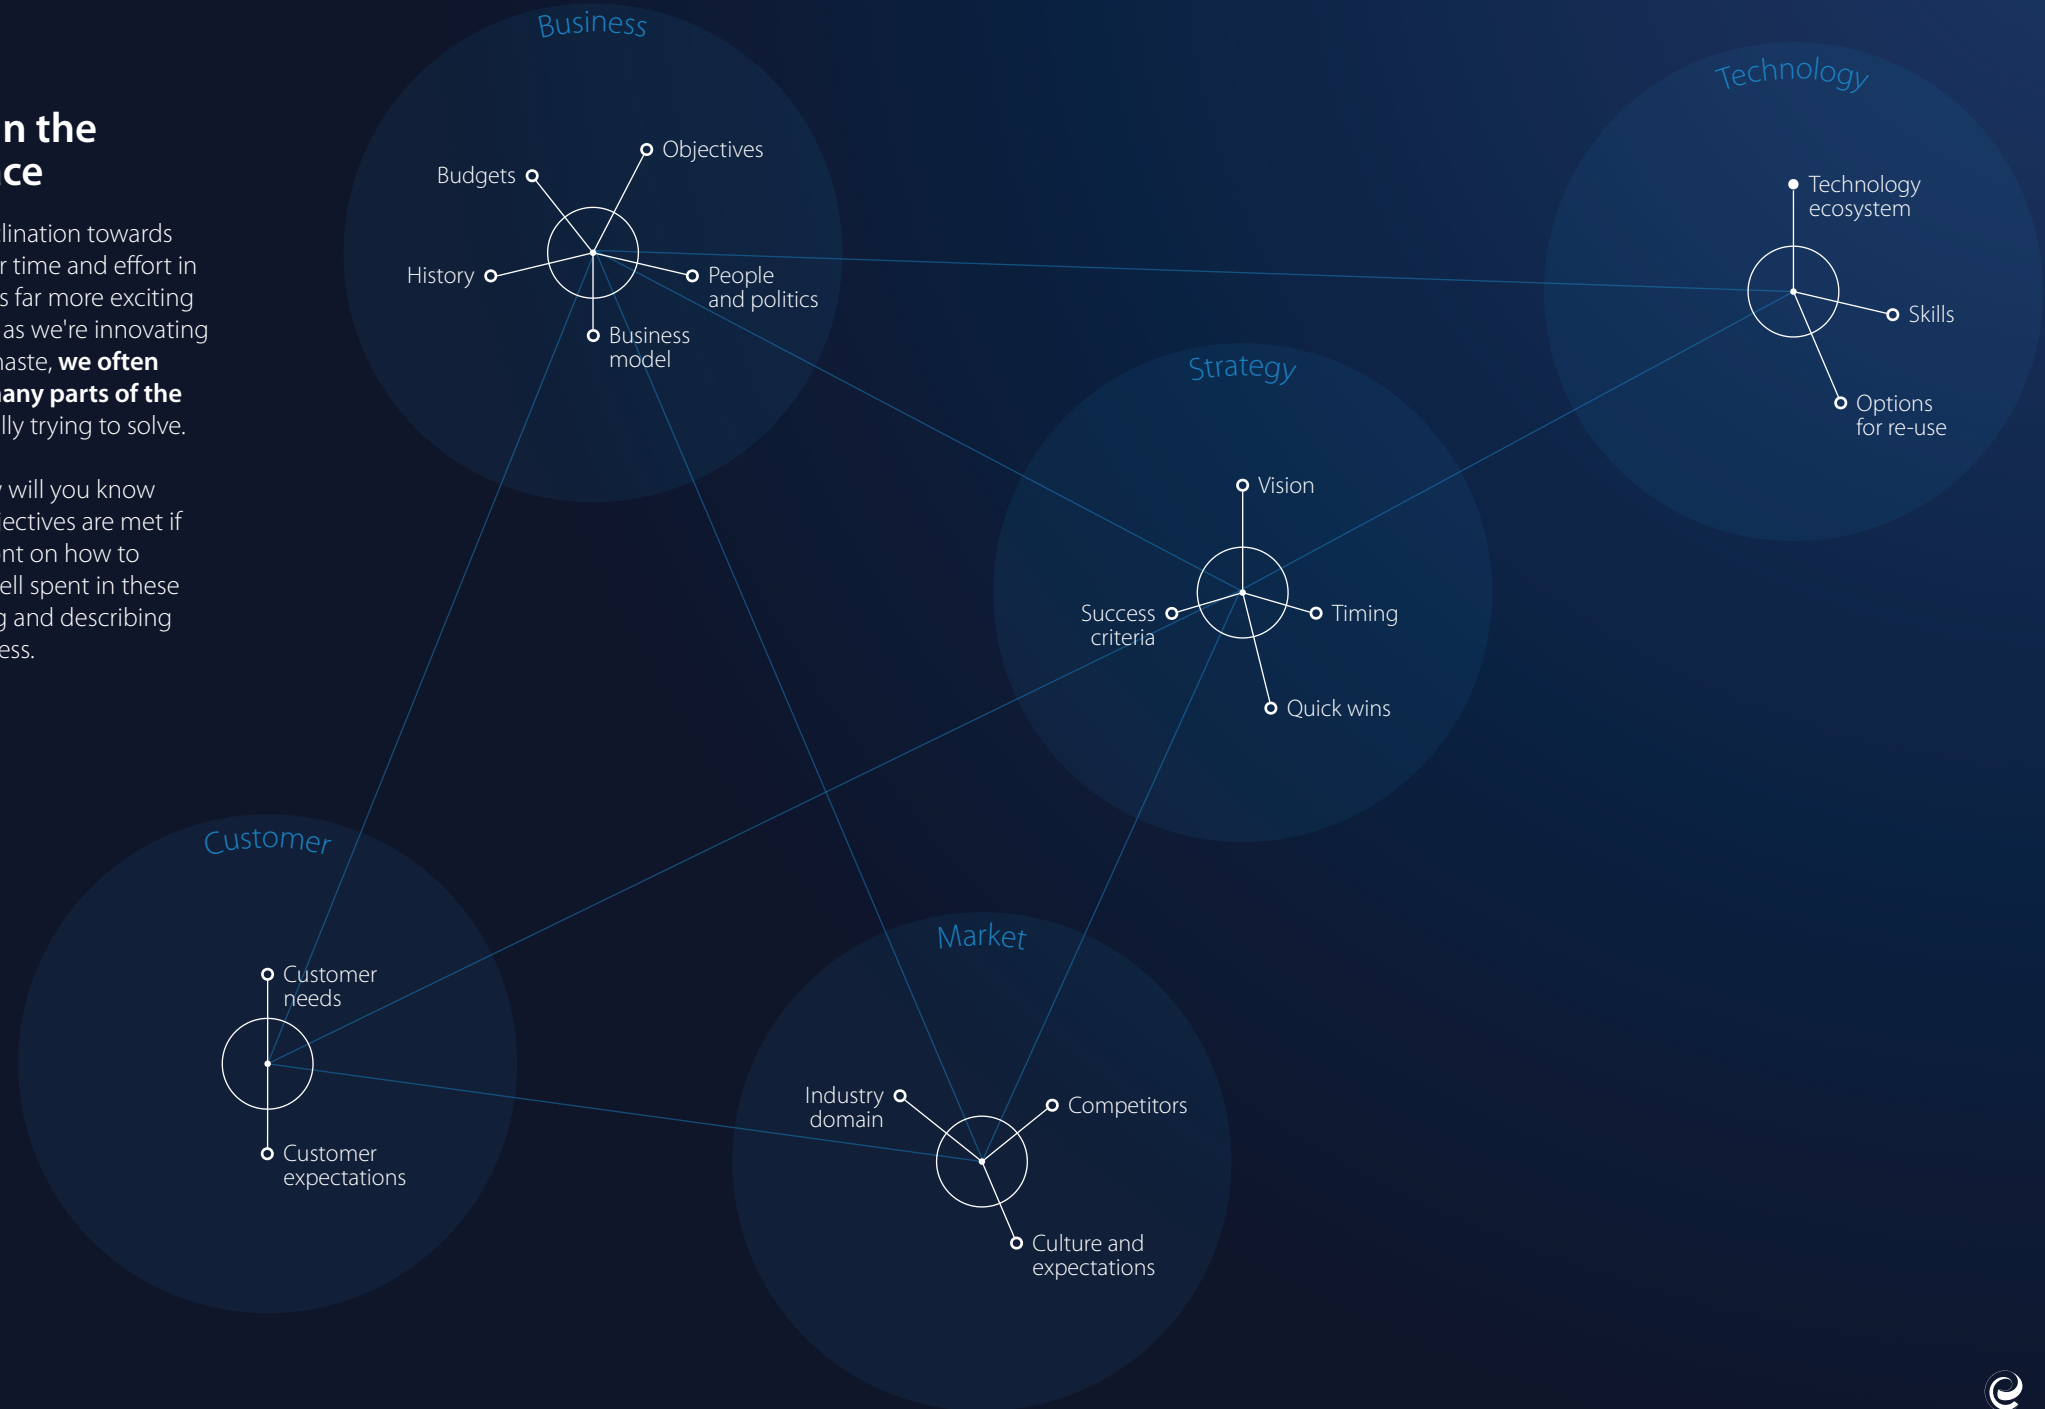 n the
ce
lination towards
r time and effort in
s far more exciting
as we're innovating
haste, we often
any parts of the
lly trying to solve.
will you know
jectives are met if
nt on how to
ell spent in these
g and describing
ess.
Business
Objectives
Budgets
History
People
and politics
Business
model
Technology
Technology
ecosystem
Skills
Options
for re-use
Strategy
Vision
Success
criteria
Timing
Quick wins
Customer
Customer
needs
Customer
expectations
Market
Industry
domain
Competitors
Culture and
expectations